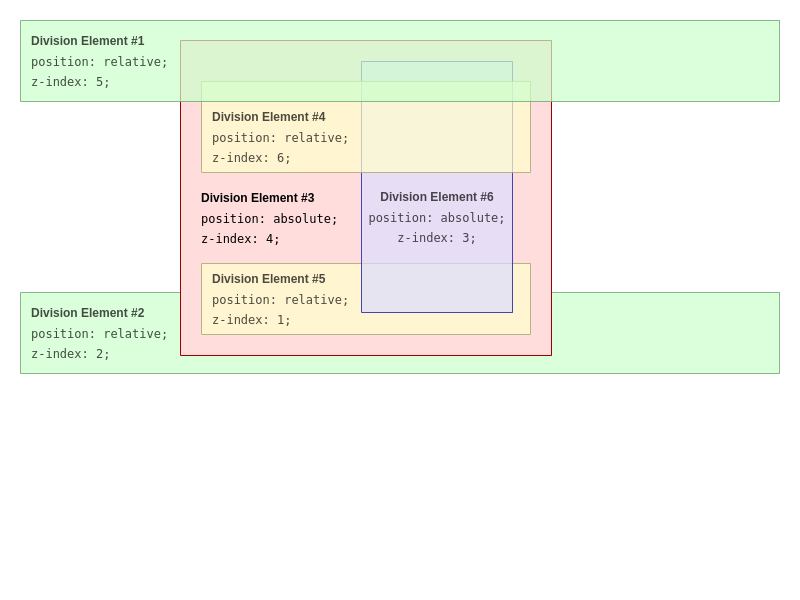 Division Element #1
position: relative;
z-index: 5;
Division Element #4
position: relative;
z-index: 6;
Division Element #3
position: absolute;
z-index: 4;
Division Element #6
position: absolute;
z-index: 3;
Division Element #5
position: relative;
z-index: 1;
Division Element #2
position: relative;
z-index: 2;